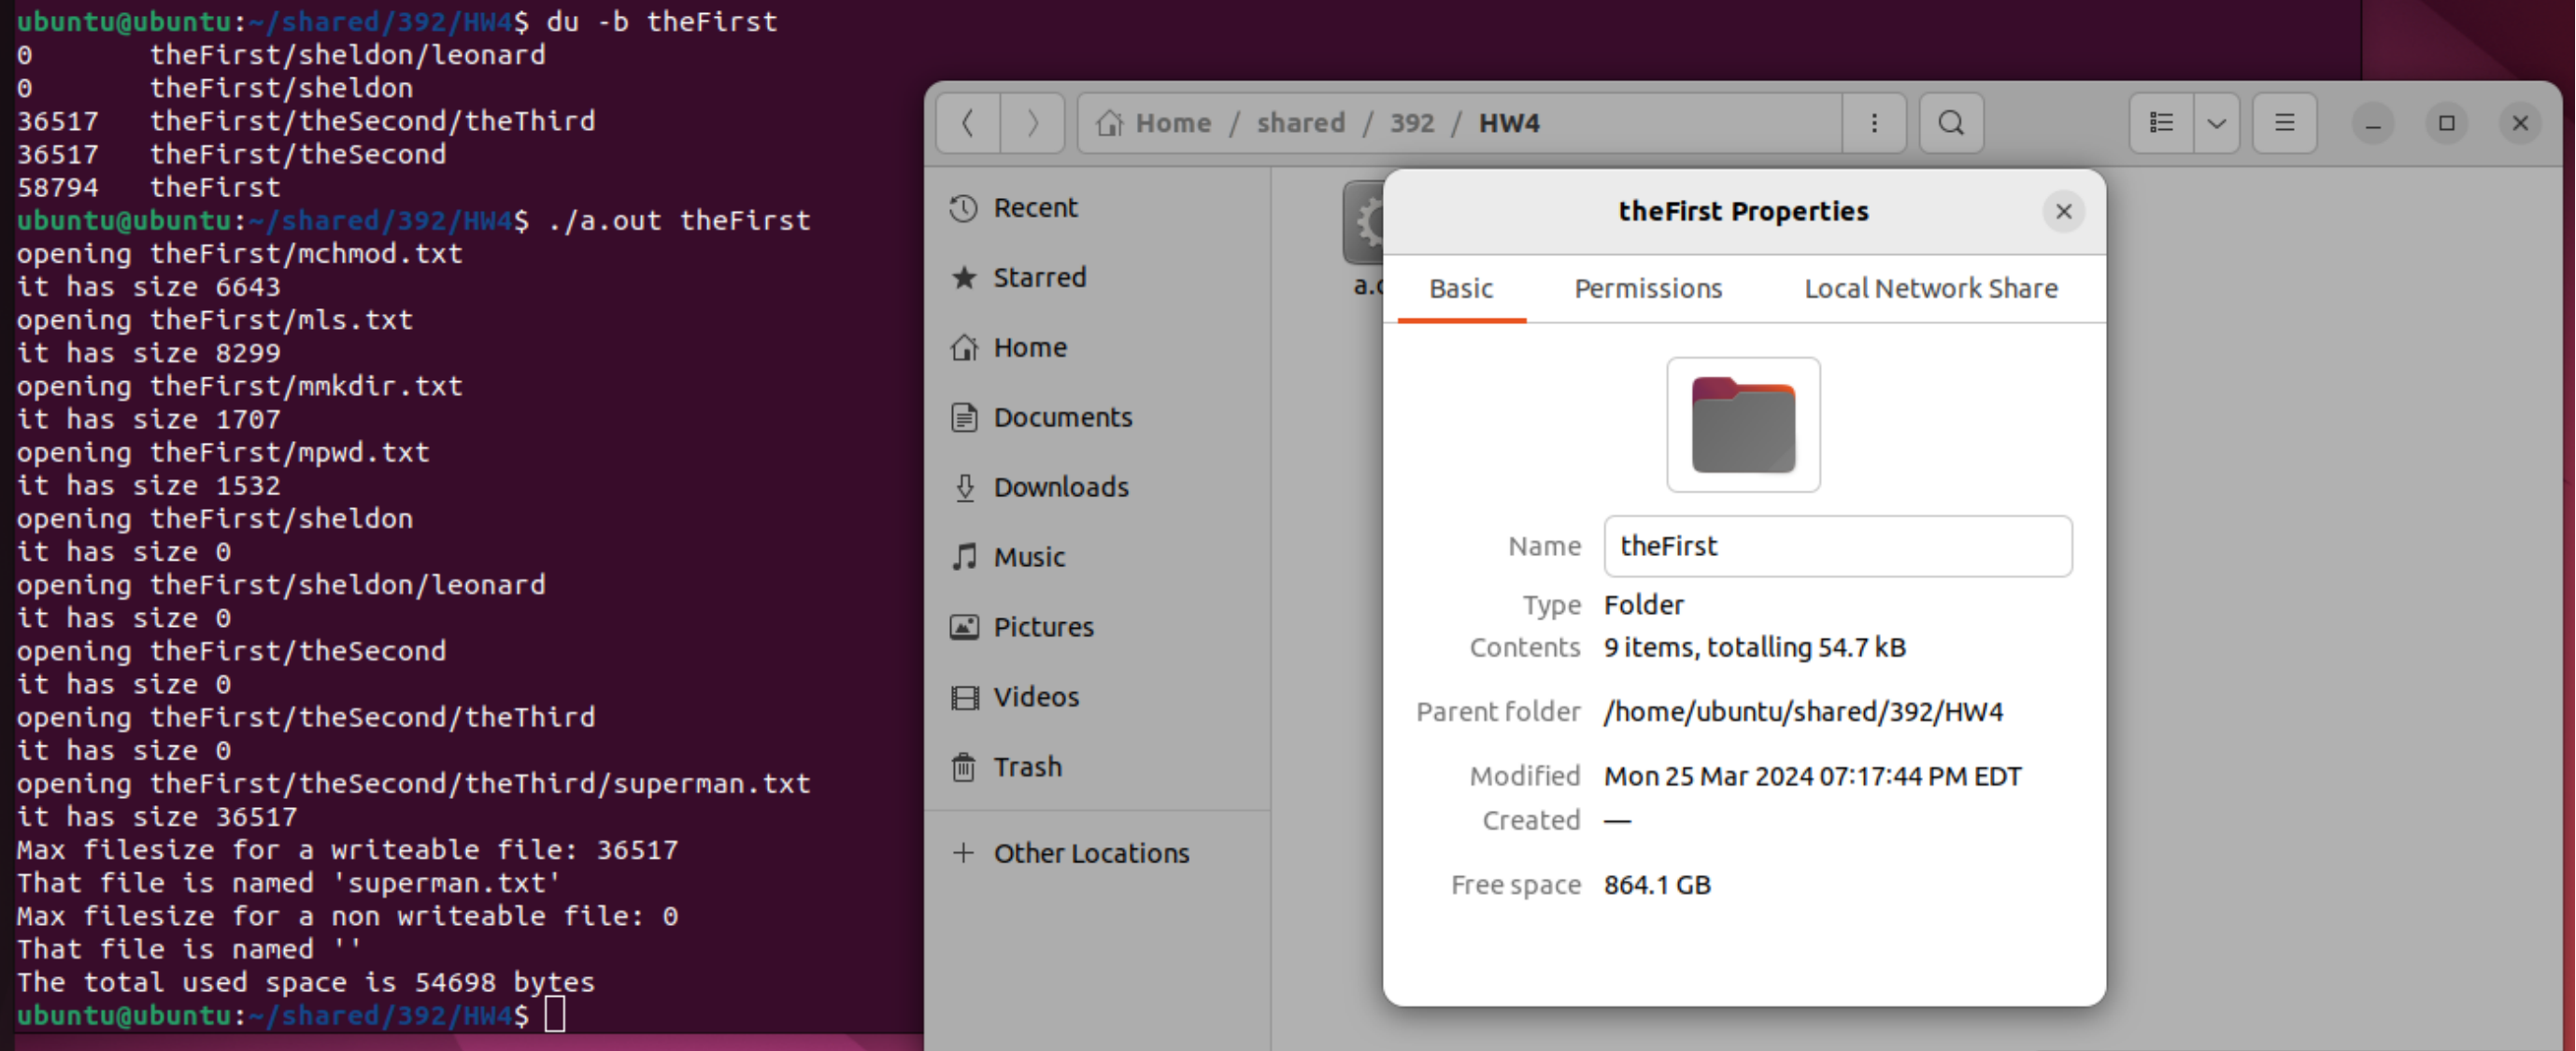 ubuntu@ubuntu:~/shared/392/HW4$ du -b theFirst
0 theFirst/sheldon/leonard
0 theFirst/sheldon
36517 theFirst/theSecond/theThird
36517 theFirst/theSecond
58794 theFirst
ubuntu@ubuntu:~/shared/392/HW4$ ./a.out theFirst
opening theFirst/mchmod.txt
it has size 6643
opening theFirst/mls.txt
it has size 8299
opening theFirst/mmkdir.txt
it has size 1707
opening theFirst/mpwd.txt
it has size 1532
opening theFirst/sheldon
it has size 0
opening theFirst/sheldon/leonard
it has size 0
opening theFirst/theSecond
it has size 0
opening theFirst/theSecond/theThird
it has size 0
opening theFirst/theSecond/theThird/superman.txt
it has size 36517
Max filesize for a writeable file: 36517
That file is named 'superman.txt'
Max filesize for a non writeable file: 0
That file is named ''
The total used space is 54698 bytes
ubuntu@ubuntu:~/shared/392/HW4$
Home / shared / 392 / HW4
Recent
Starred
Home
Documents
Downloads
Music
Pictures
Videos
Trash
+ Other Locations
theFirst Properties
Basic Permissions Local Network Share
Name theFirst
Type Folder
Contents 9 items, totalling 54.7 kB
Parent folder /home/ubuntu/shared/392/HW4
Modified Mon 25 Mar 2024 07:17:44 PM EDT
Created —
Free space 864.1 GB